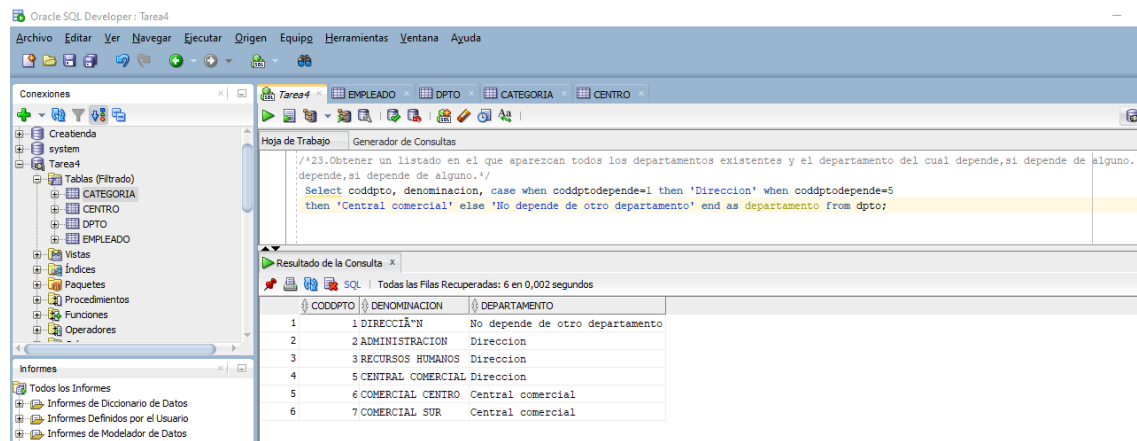 Oracle SQL Developer : Tarea4
Archivo Editar Ver Navegar Ejecutar Origen Equipo Herramientas Ventana Ayuda
Conexiones
Creatienda
system
Tarea4
Tablas (Filtrado)
CATEGORIA
CENTRO
DPTO
EMPLEADO
Vistas
Índices
Paquetes
Procedimientos
Funciones
Operadores
Informes
Todos los Informes
Informes de Diccionario de Datos
Informes Definidos por el Usuario
Informes de Modelador de Datos
Tarea4 EMPLEADO DPTO CATEGORIA CENTRO
SQL
Hoja de Trabajo Generador de Consultas
/*23.Obtener un listado en el que aparezcan todos los departamentos existentes y el departamento del cual depende,si depende de alguno.
depende,si depende de alguno.*/
Select coddpto, denominacion, case when coddptodepende=1 then 'Direccion' when coddptodepende=5
then 'Central comercial' else 'No depende de otro departamento' end as departamento from dpto;
Resultado de la Consulta x
SQL | Todas las Filas Recuperadas: 6 en 0,002 segundos
CODDPTO DENOMINACION DEPARTAMENTO
1 1 DIRECCIÃ“N No depende de otro departamento
2 2 ADMINISTRACION Direccion
3 3 RECURSOS HUMANOS Direccion
4 5 CENTRAL COMERCIAL Direccion
5 6 COMERCIAL CENTRO Central comercial
6 7 COMERCIAL SUR Central comercial